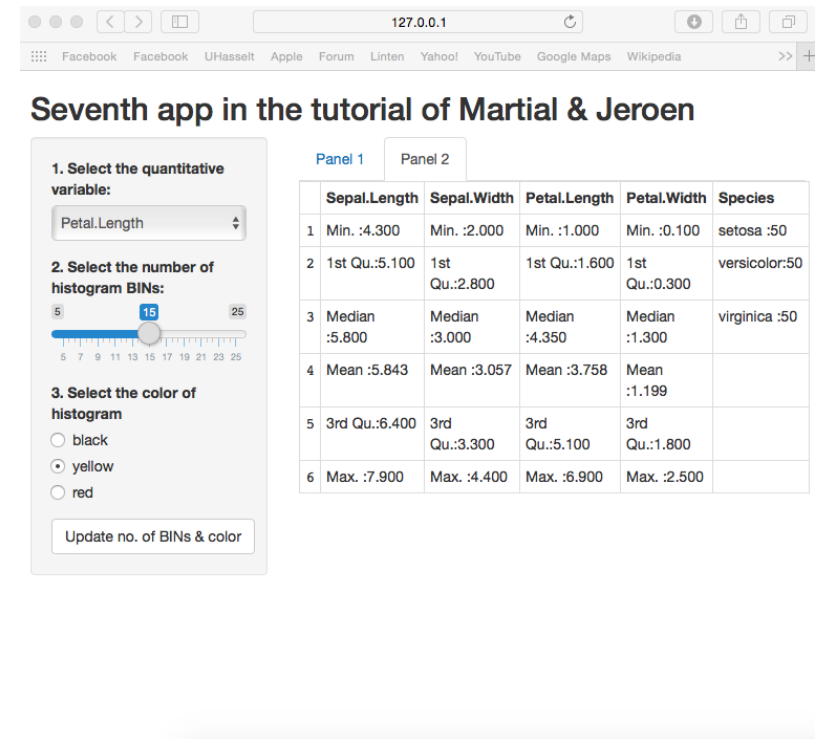 127.0.0.1
Facebook Facebook UHasselt Apple Forum Linten Yahoo! YouTube Google Maps Wikipedia >> +
Seventh app in the tutorial of Martial & Jeroen
1. Select the quantitative
variable:
Petal.Length
2. Select the number of
histogram BINs:
5 15 25
5 7 9 11 13 15 17 19 21 23 25
3. Select the color of
histogram
black
yellow
red
Update no. of BINs & color
Panel 1 Panel 2
Sepal.Length Sepal.Width Petal.Length Petal.Width Species
1 Min. :4.300 Min. :2.000 Min. :1.000 Min. :0.100 setosa :50
2 1st Qu.:5.100 1st Qu.:2.800 1st Qu.:1.600 1st Qu.:0.300 versicolor:50
3 Median :5.800 Median :3.000 Median :4.350 Median :1.300 virginica :50
4 Mean :5.843 Mean :3.057 Mean :3.758 Mean :1.199
5 3rd Qu.:6.400 3rd Qu.:3.300 3rd Qu.:5.100 3rd Qu.:1.800
6 Max. :7.900 Max. :4.400 Max. :6.900 Max. :2.500